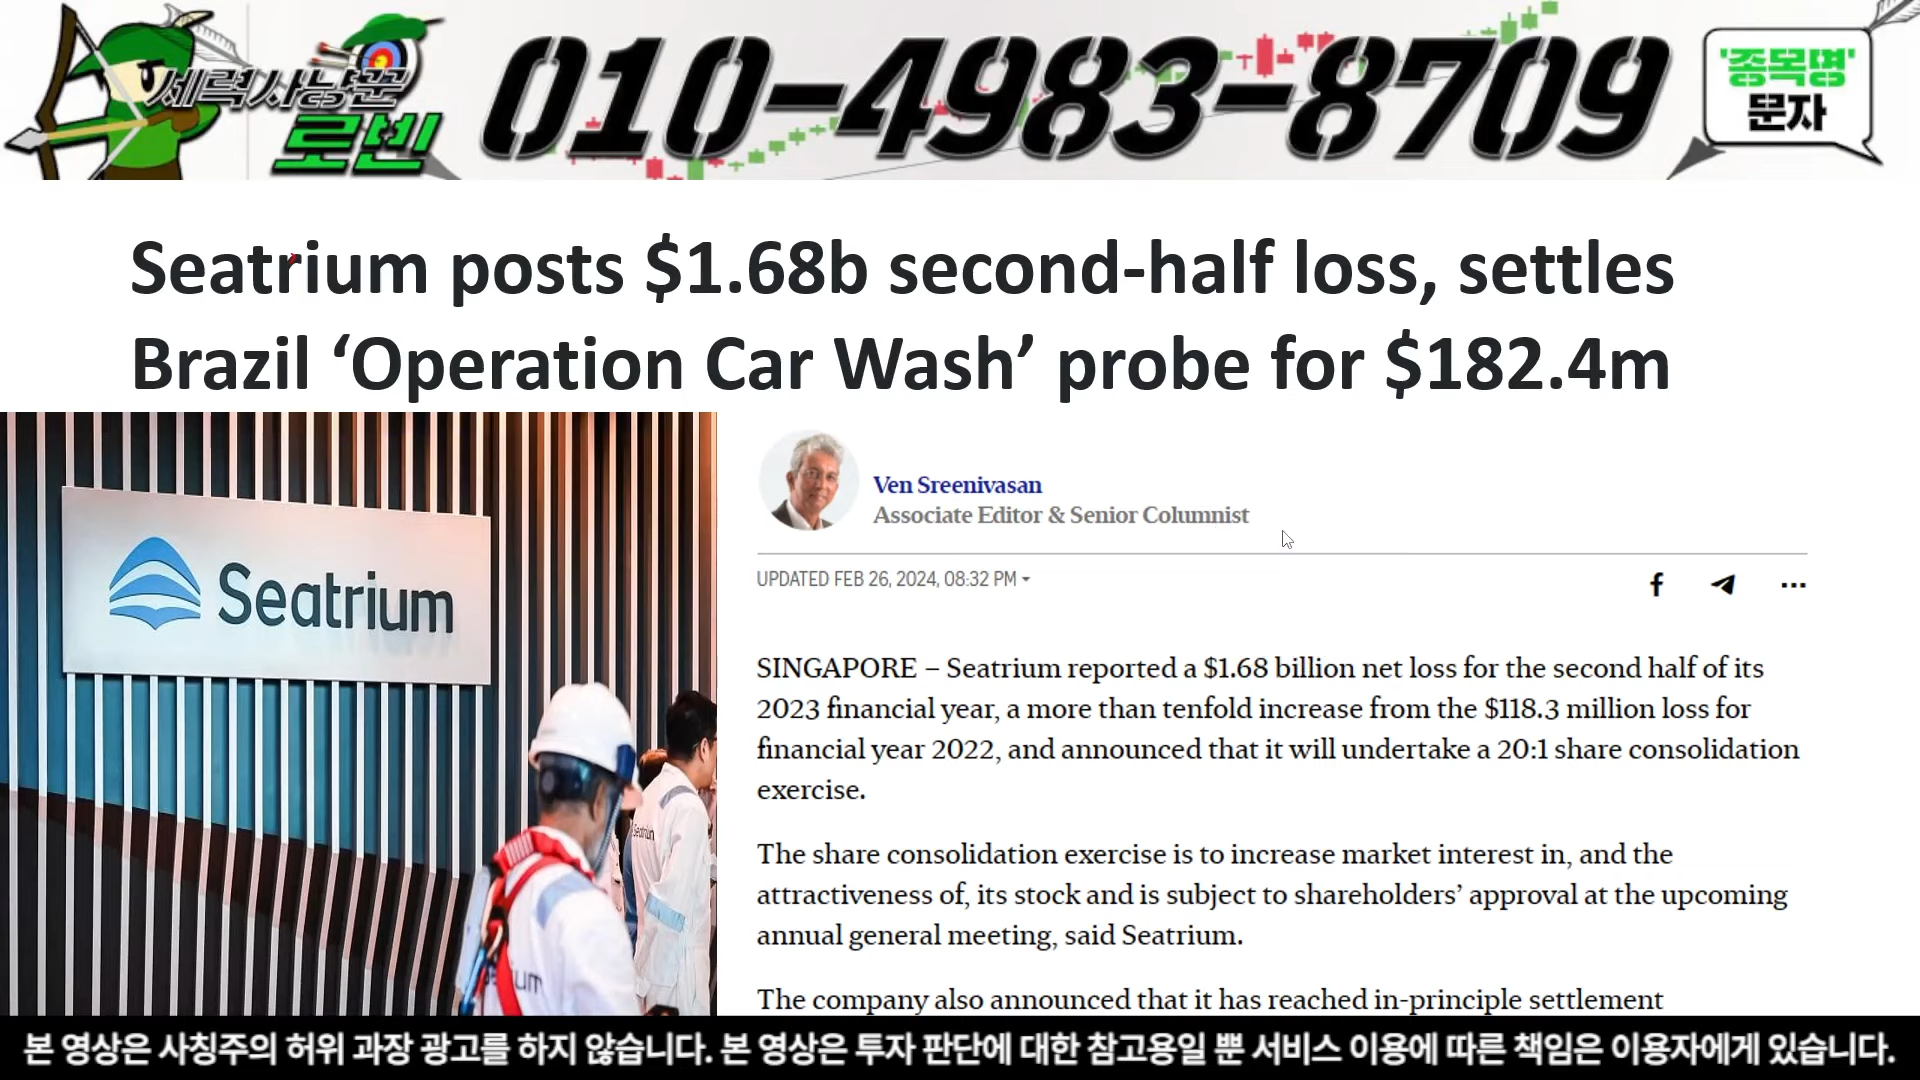 세력사냥꾼
로빈
010-4983-8709
'종목명'
문자
Seatrium posts $1.68b second-half loss, settles
Brazil ‘Operation Car Wash’ probe for $182.4m
Seatrium
Ven Sreenivasan
Associate Editor & Senior Columnist
UPDATED FEB 26, 2024, 08:32 PM
SINGAPORE – Seatrium reported a $1.68 billion net loss for the second half of its
2023 financial year, a more than tenfold increase from the $118.3 million loss for
financial year 2022, and announced that it will undertake a 20:1 share consolidation
exercise.
The share consolidation exercise is to increase market interest in, and the
attractiveness of, its stock and is subject to shareholders’ approval at the upcoming
annual general meeting, said Seatrium.
The company also announced that it has reached in-principle settlement
본 영상은 사칭주의 허위 과장 광고를 하지 않습니다. 본 영상은 투자 판단에 대한 참고용일 뿐 서비스 이용에 따른 책임은 이용자에게 있습니다.